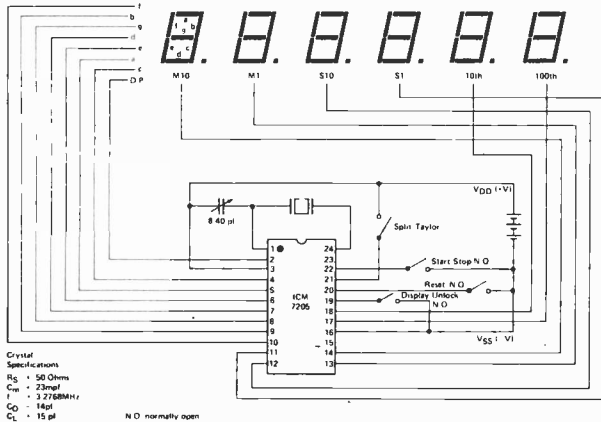 f
b
g
d
e
a
c
D P
a
f b
g
e c
d
M10 M1 S10 S1 10th 100th
VDD (+V)
8-40 pf
Split Taylor
1 24
2 23
3 22
4 21
5 20
6 19
7 18
8 17
9 16
10 15
11 14
12 13
ICM
7205
Start Stop N O
Reset N O
Display Unlock
N O
VSS (-V)
Crystal
Specifications
RS = 50 Ohms
Cm = 23mpf
f = 3 2768MHz
CO = 14pf
CL = 15 pf
N O normally open